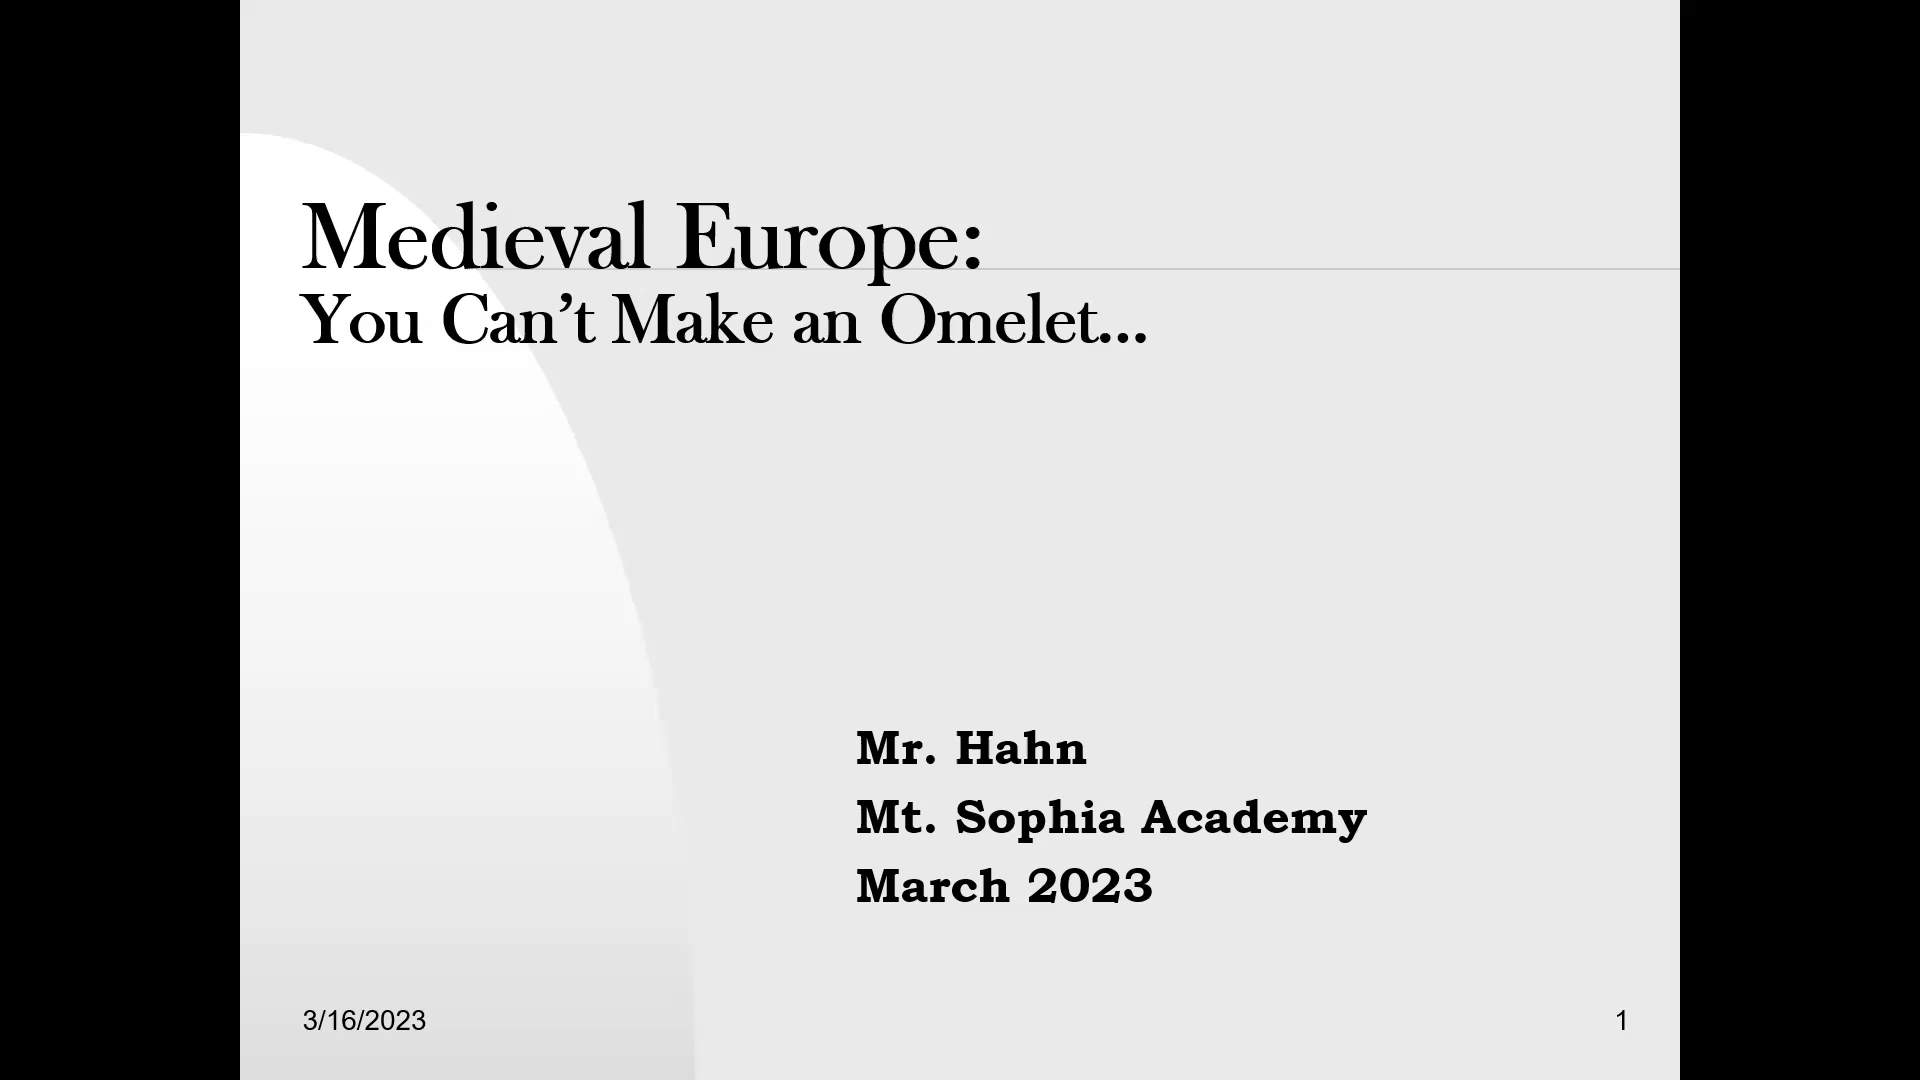 Medieval Europe:
You Can’t Make an Omelet…
Mr. Hahn
Mt. Sophia Academy
March 2023
3/16/2023
1